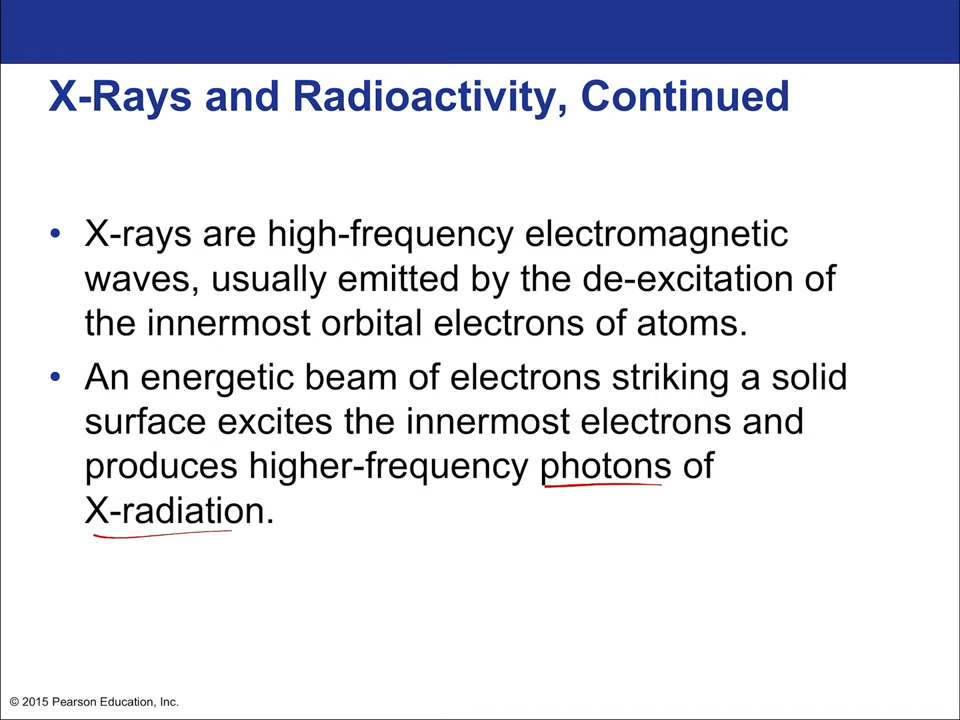 X-Rays and Radioactivity, Continued
• X-rays are high-frequency electromagnetic
waves, usually emitted by the de-excitation of
the innermost orbital electrons of atoms.
• An energetic beam of electrons striking a solid
surface excites the innermost electrons and
produces higher-frequency photons of
X-radiation.
© 2015 Pearson Education, Inc.